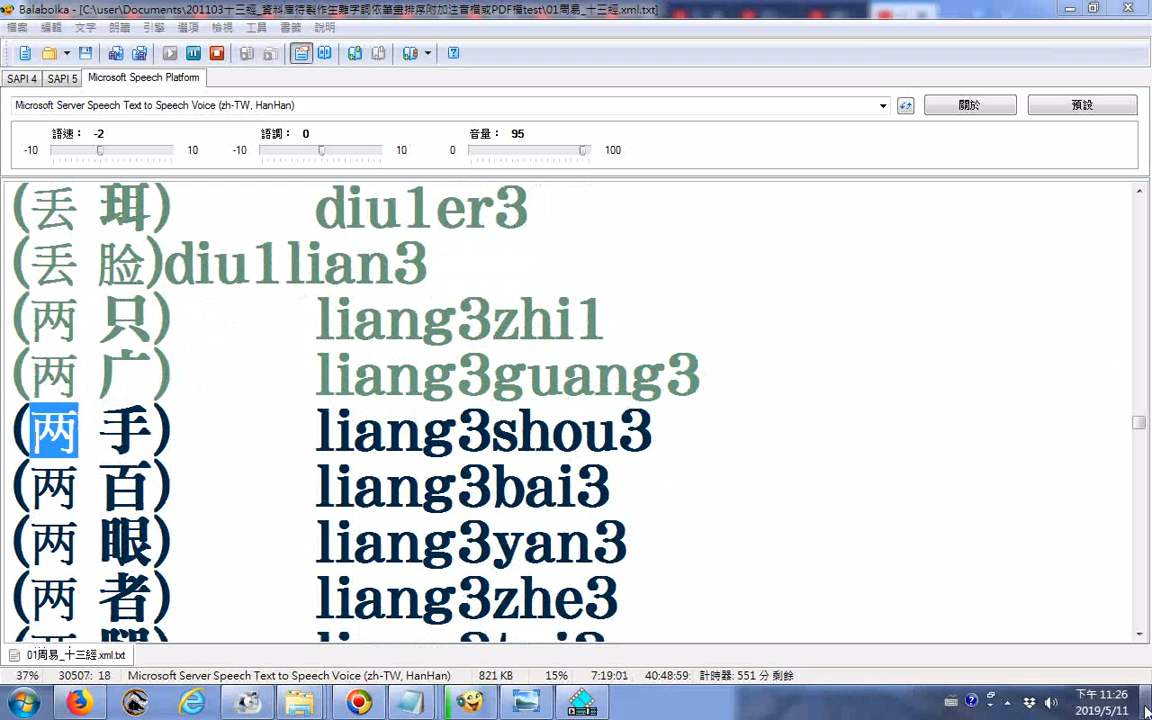 Balabolka - [C:\user\Documents\201103十三經_資料庫待製作生難字詞依筆畫排序附加注音檔或PDF檔test\01周易_十三經.xml.txt]
檔案 編輯 文字 朗讀 引擎 選項 檢視 工具 書籤 說明
SAPI 4 SAPI 5 Microsoft Speech Platform
Microsoft Server Speech Text to Speech Voice (zh-TW, HanHan) 關於 預設
語速： -2 語調： 0 音量： 95
-10 10 -10 10 0 100
(丢 珥) diu1er3
(丢 脸)diu1lian3
(两 只) liang3zhi1
(两 广) liang3guang3
(两 手) liang3shou3
(两 百) liang3bai3
(两 眼) liang3yan3
(两 者) liang3zhe3
01周易_十三經.xml.txt
37% 30507: 18 Microsoft Server Speech Text to Speech Voice (zh-TW, HanHan) 821 KB 15% 7:19:01 40:48:59 計時器: 551 分 剩餘
下午 11:26
2019/5/11